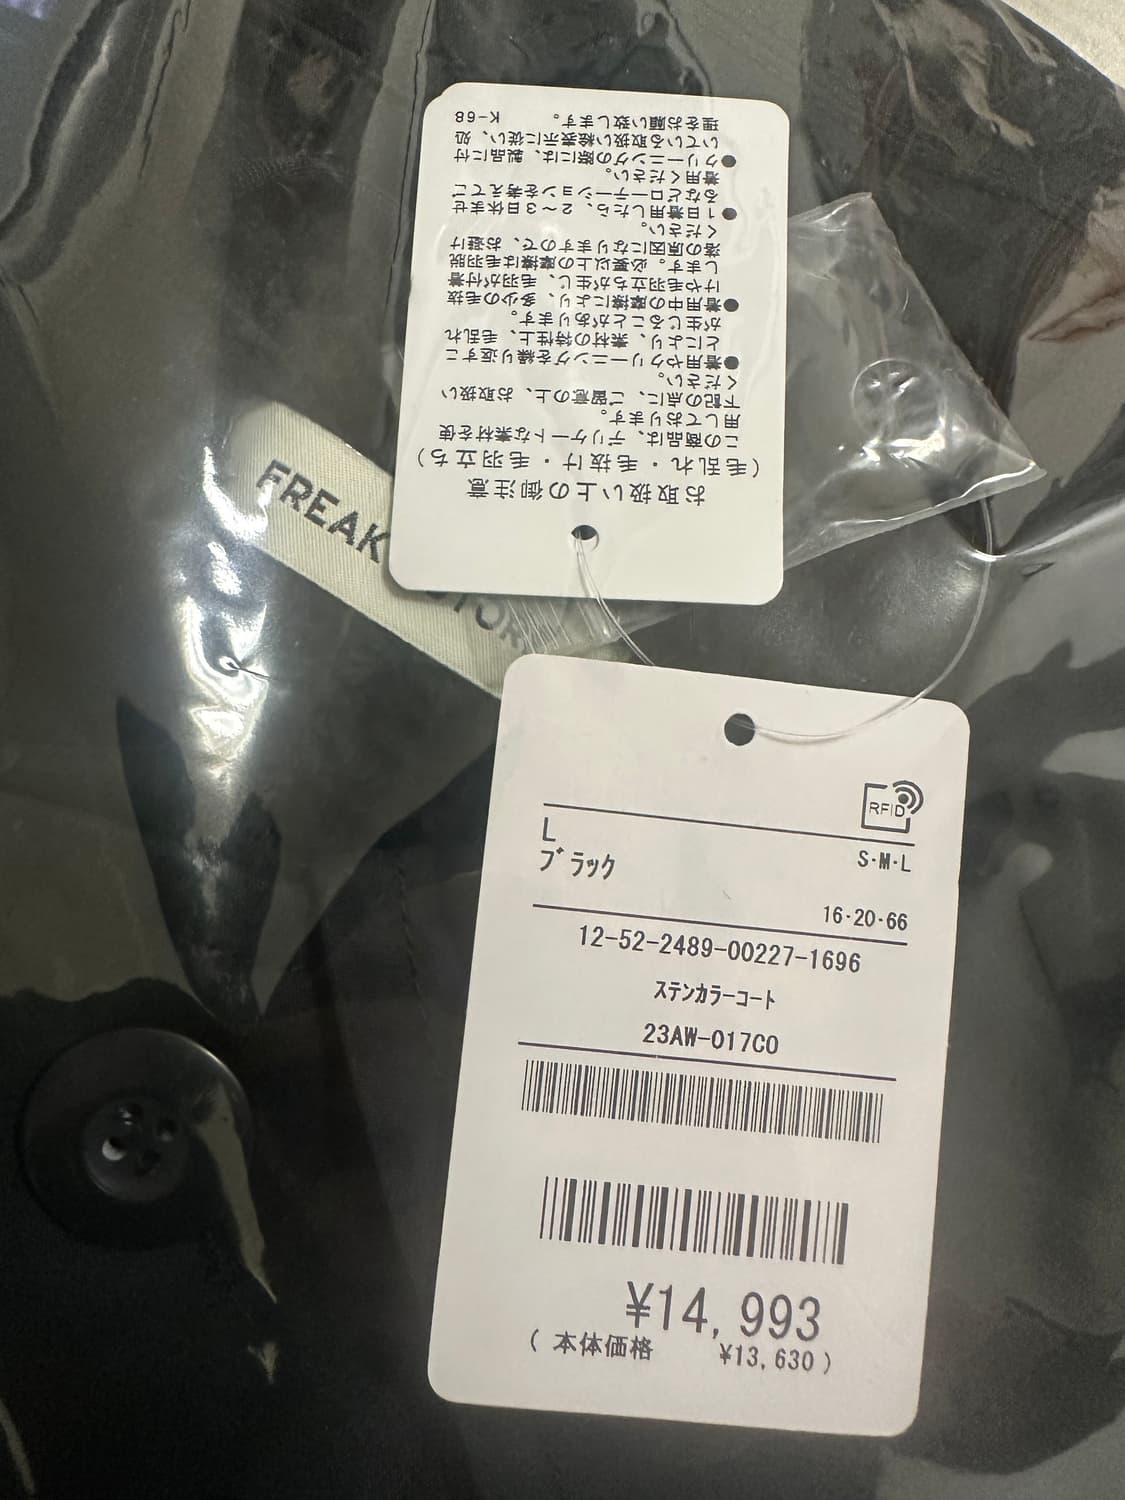 お取扱い上の御注意
(毛乱れ・毛抜け・毛羽立ち)
この商品は、デリケートな素材を使
用しております。
下記の点に、ご留意の上、お取扱い
ください。
●着用やクリーニングを繰り返すこ
とにより、素材の特性上、毛乱れ
が生じることがあります。
●着用中の摩擦により、多少の毛抜
けや毛羽立ちが生じ、毛羽が付着
します。必要以上の摩擦は毛羽脱
落の原因になりますので、お避け
ください。
●1日着用したら、2〜3日休ませ
るなどローテーションを考えてご
着用ください。
●クリーニングの際には、製品に付
いている取扱い絵表示に従い、処
理をお願い致します。 K-68
FREAK
STOR
RFID
L
S·M·L
ブラック
16-20-66
12-52-2489-00227-1696
ステンカラーコート
23AW-017CO
¥14,993
(本体価格 ¥13,630)